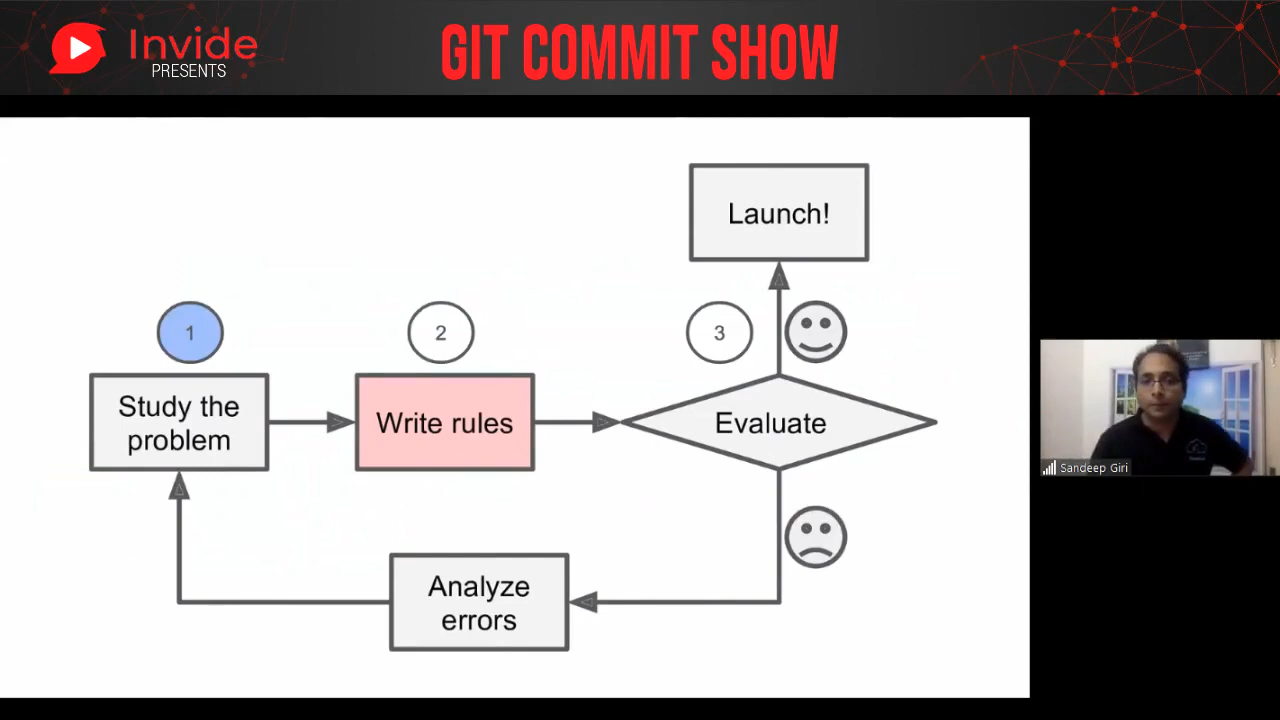 Invide
PRESENTS
GIT COMMIT SHOW
Launch!
1
2
3
Study the
problem
Write rules
Evaluate
Analyze
errors
Sandeep Giri